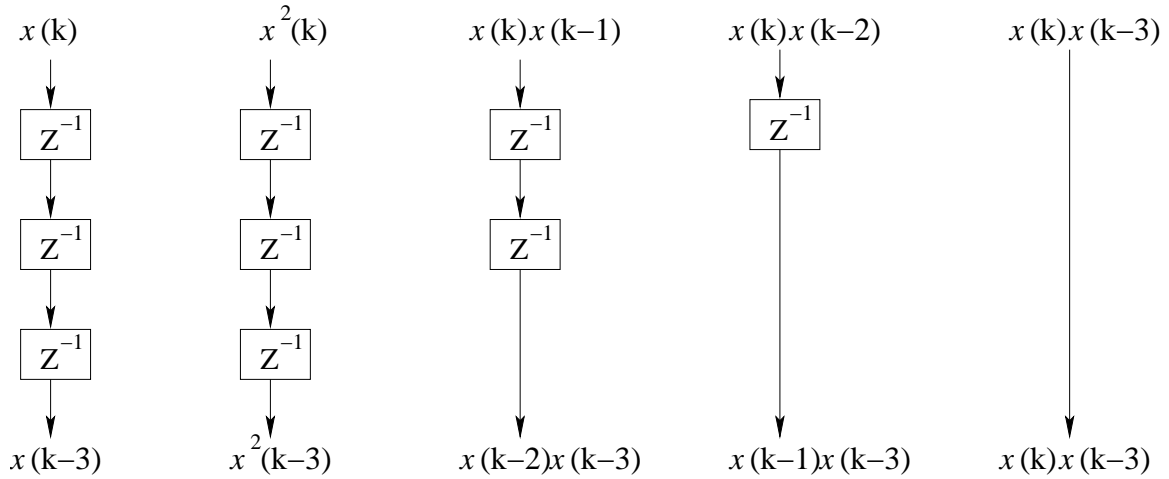 x(k) x²(k) x(k)x(k−1) x(k)x(k−2) x(k)x(k−3)
Z⁻¹ Z⁻¹ Z⁻¹ Z⁻¹
Z⁻¹ Z⁻¹ Z⁻¹
Z⁻¹ Z⁻¹
x(k−3) x²(k−3) x(k−2)x(k−3) x(k−1)x(k−3) x(k)x(k−3)